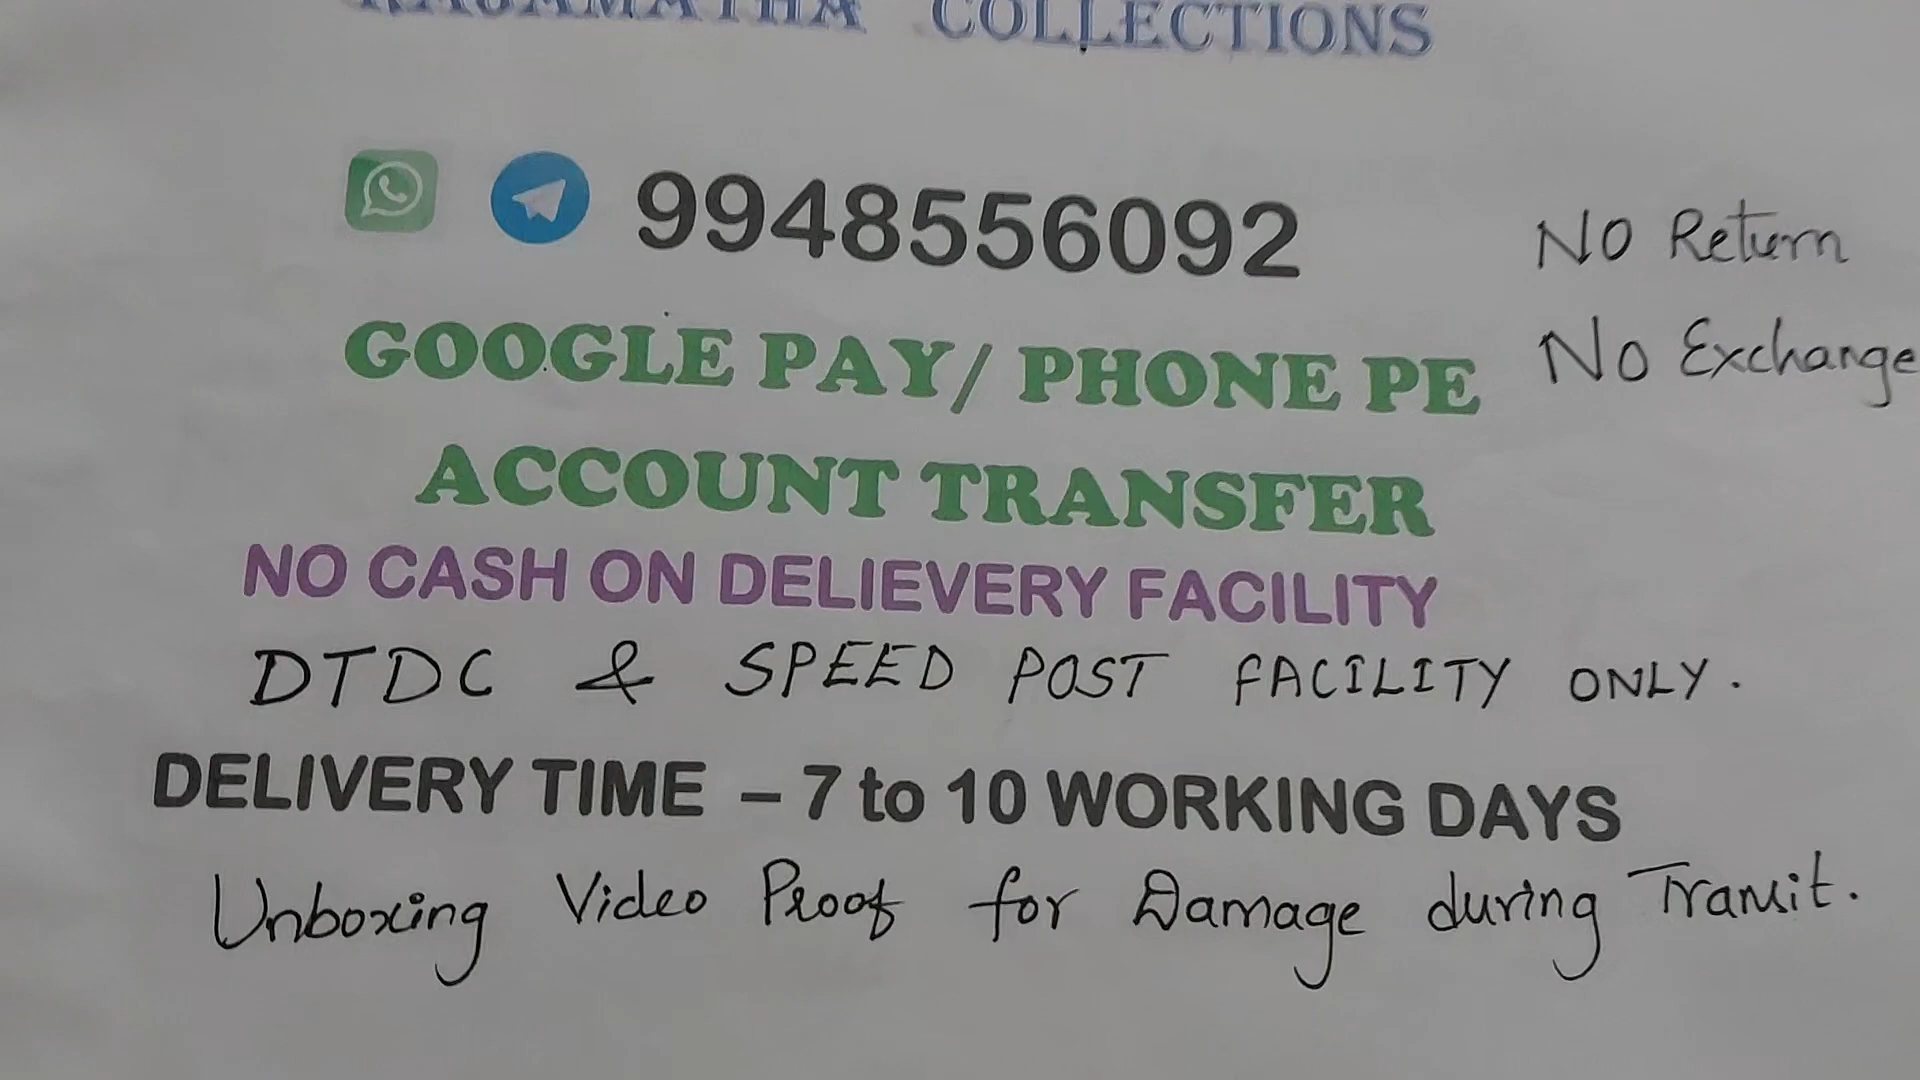 RAJAMATHA COLLECTIONS
9948556092
No Return
GOOGLE PAY/ PHONE PE
No Exchange
ACCOUNT TRANSFER
NO CASH ON DELIEVERY FACILITY
DTDC & SPEED POST FACILITY ONLY.
DELIVERY TIME – 7 to 10 WORKING DAYS
Unboxing Video Proof for Damage during Transit.